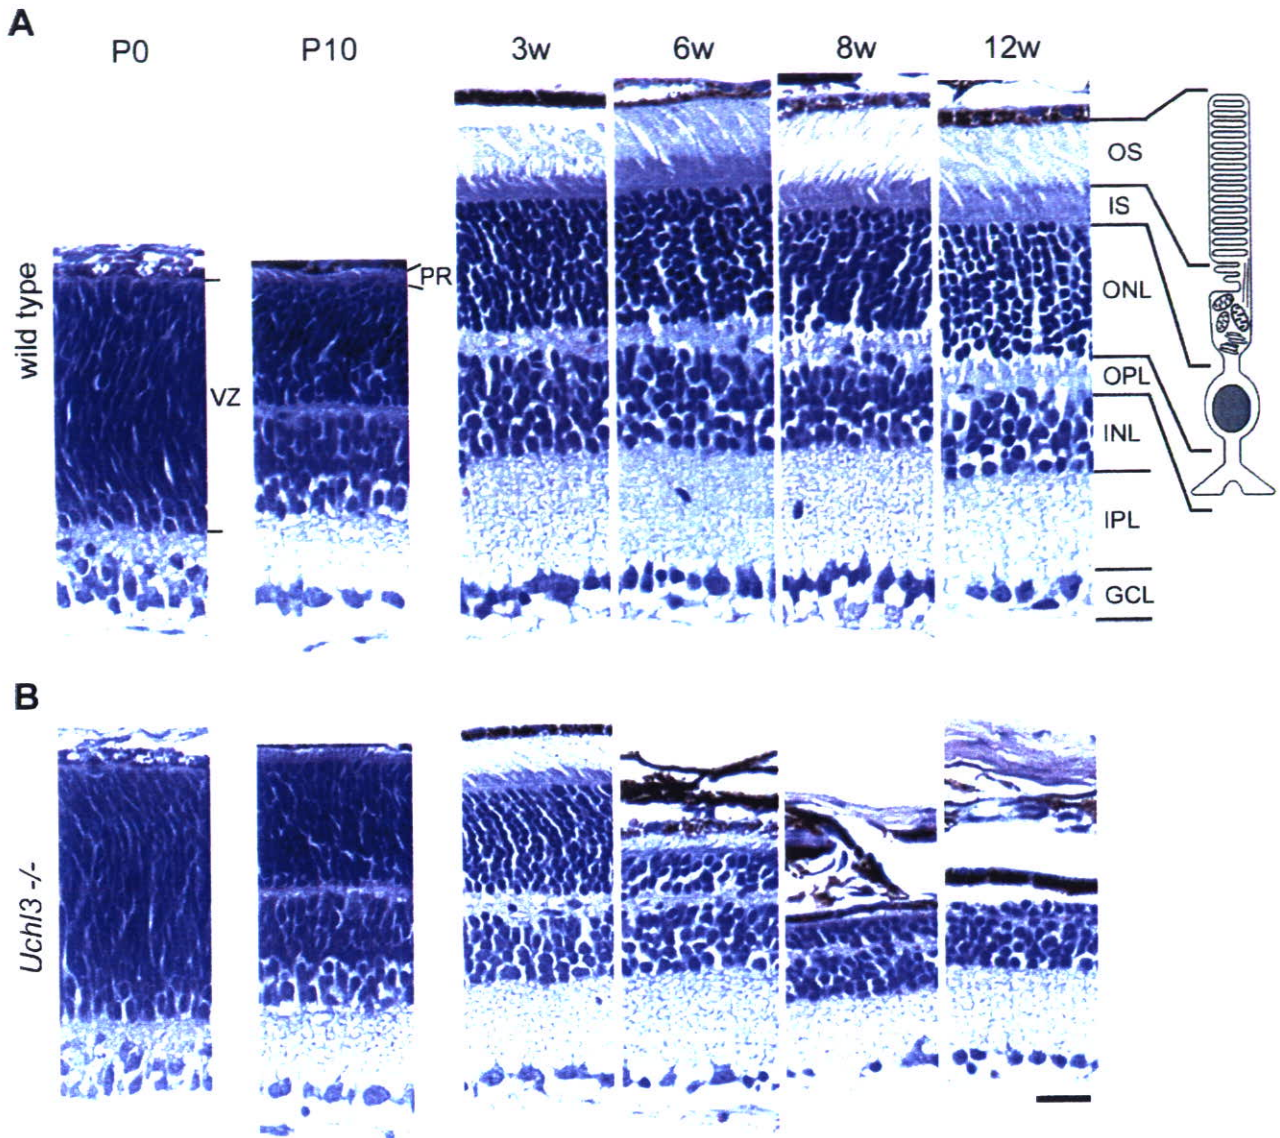 A
P0 P10 3w 6w 8w 12w
wild type
VZ
PR
OS
IS
ONL
OPL
INL
IPL
GCL
B
Uchl3 -/-